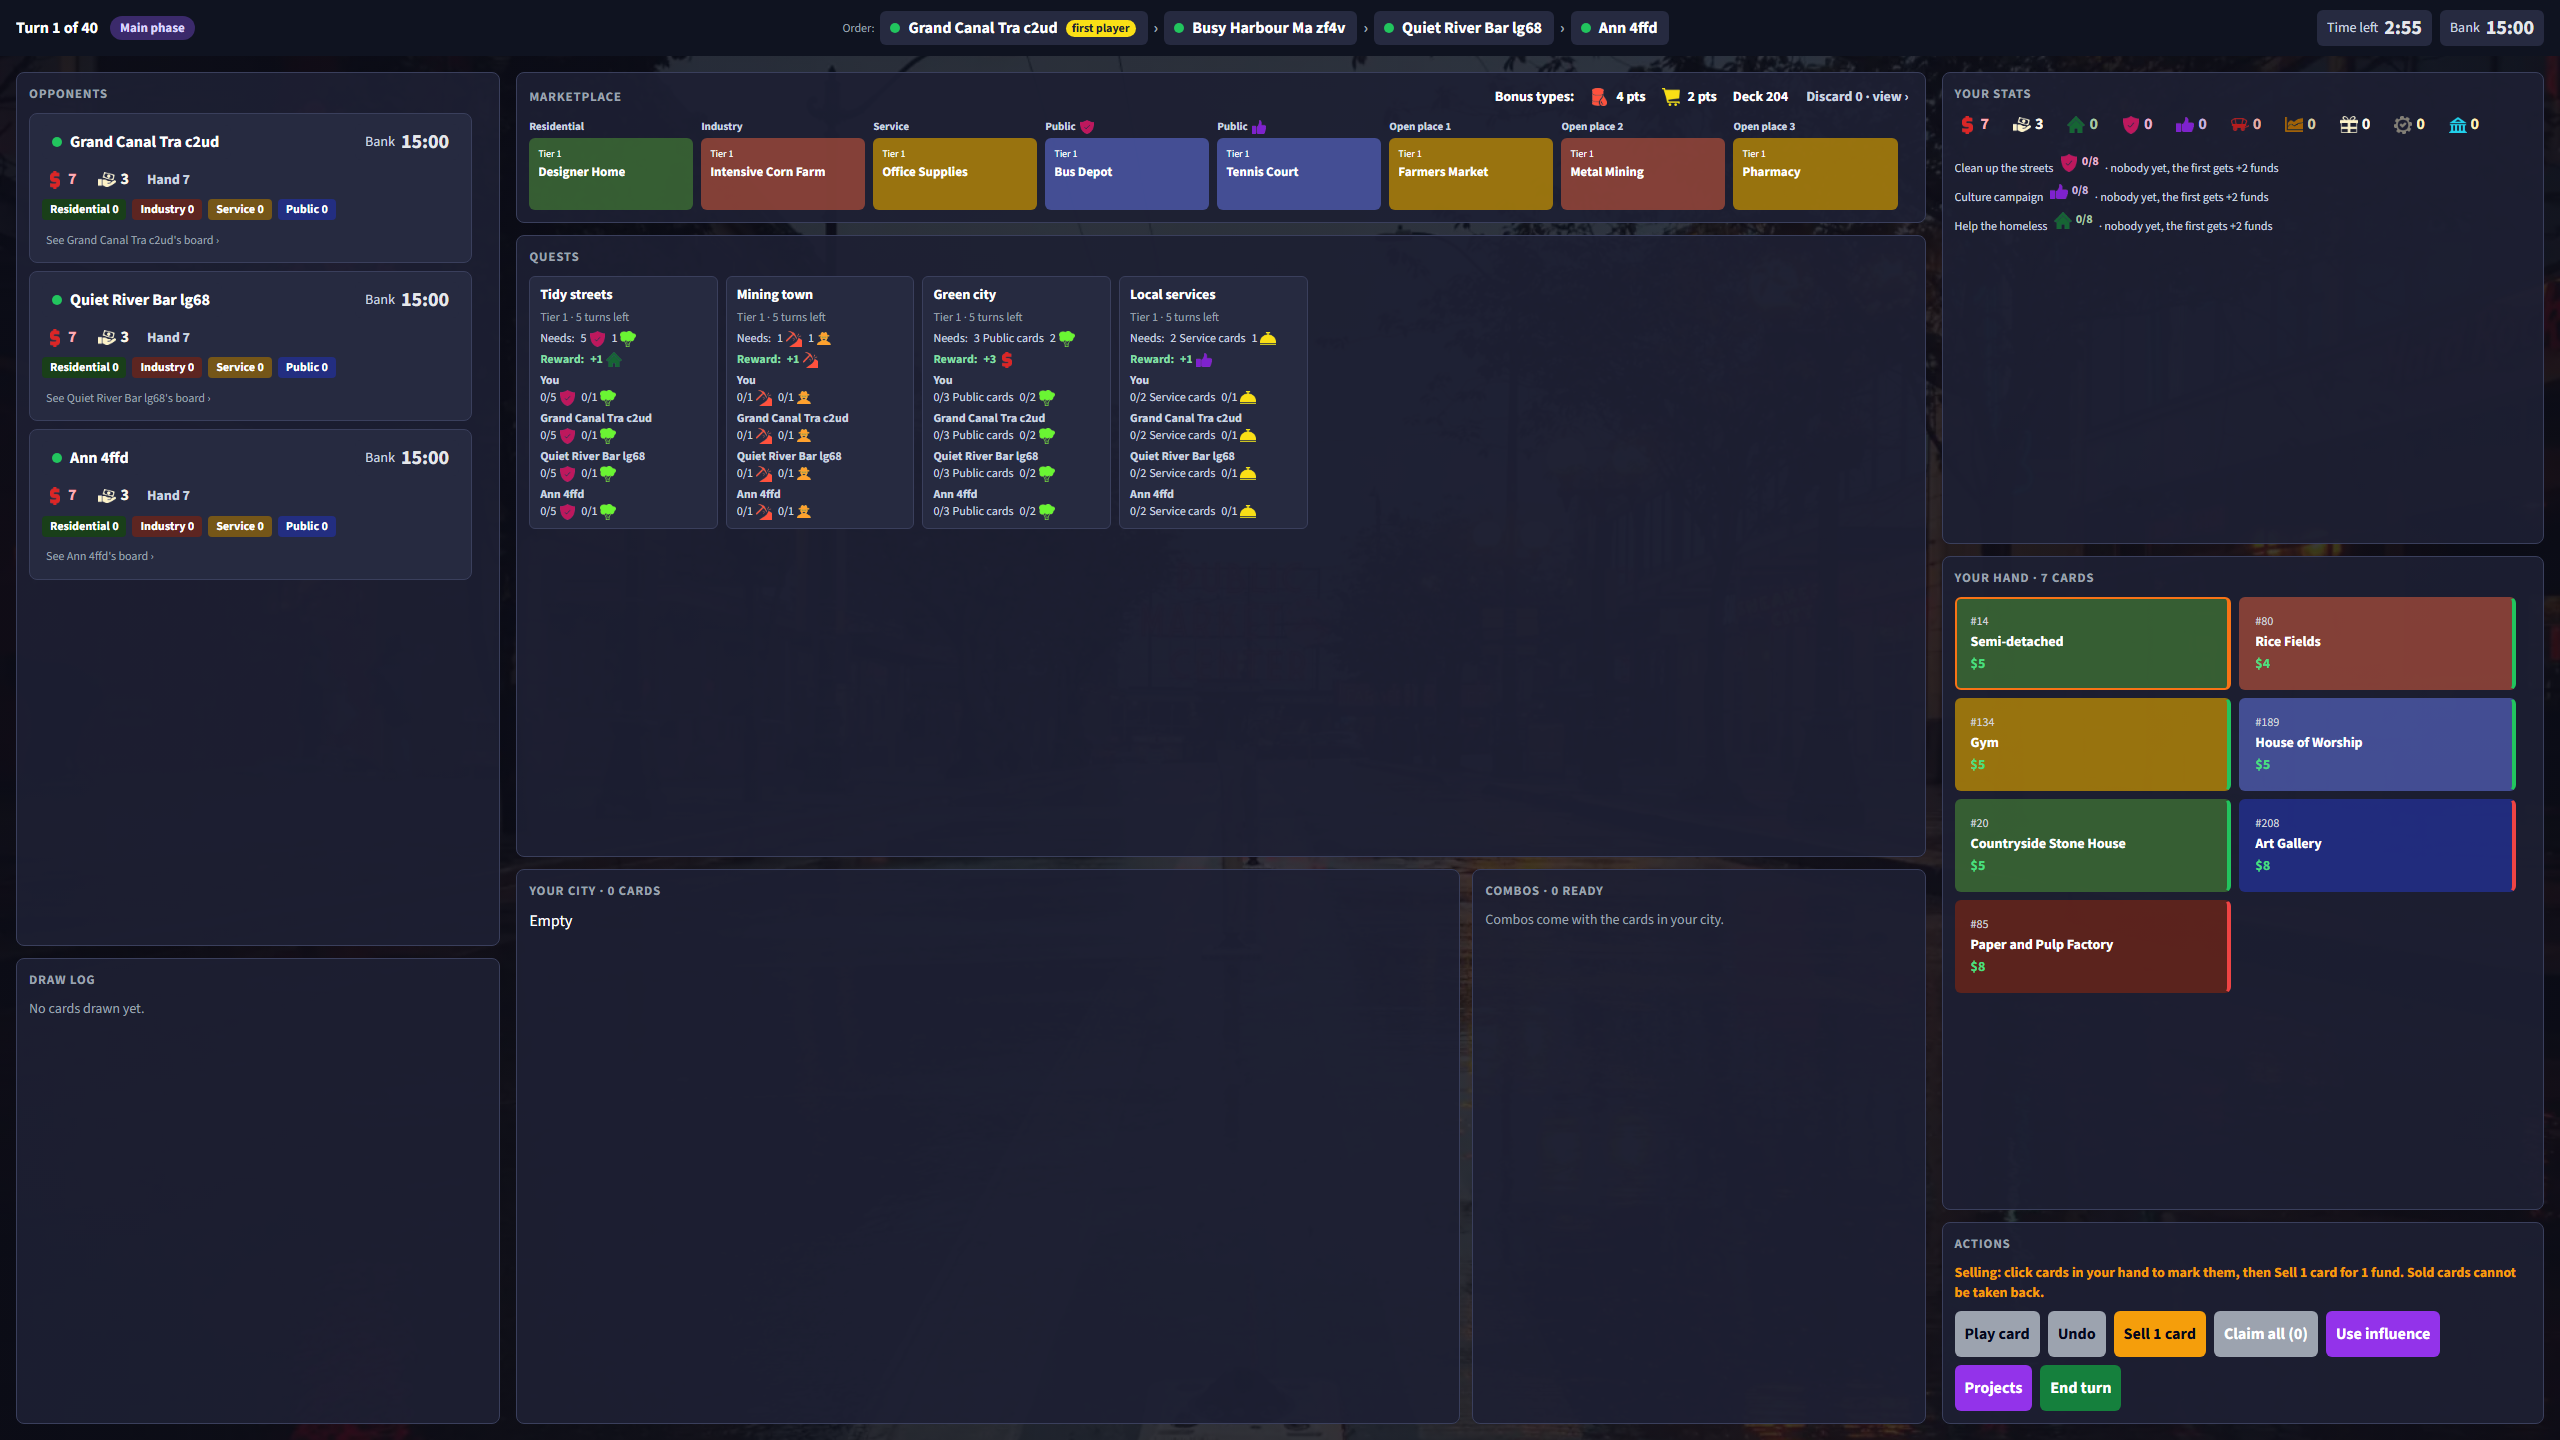 Turn 1 of 40 Main phase
Order: Grand Canal Tra c2ud first player › Busy Harbour Ma zf4v › Quiet River Bar lg68 › Ann 4ffd
Time left 2:55 Bank 15:00
OPPONENTS
Grand Canal Tra c2ud Bank 15:00
7 3 Hand 7
Residential 0 Industry 0 Service 0 Public 0
See Grand Canal Tra c2ud's board ›
Quiet River Bar lg68 Bank 15:00
7 3 Hand 7
Residential 0 Industry 0 Service 0 Public 0
See Quiet River Bar lg68's board ›
Ann 4ffd Bank 15:00
7 3 Hand 7
Residential 0 Industry 0 Service 0 Public 0
See Ann 4ffd's board ›
DRAW LOG
No cards drawn yet.
MARKETPLACE
Bonus types: 4 pts 2 pts Deck 204 Discard 0 · view ›
Residential Industry Service Public Public Open place 1 Open place 2 Open place 3
Tier 1 Tier 1 Tier 1 Tier 1 Tier 1 Tier 1 Tier 1 Tier 1
Designer Home Intensive Corn Farm Office Supplies Bus Depot Tennis Court Farmers Market Metal Mining Pharmacy
QUESTS
Tidy streets
Tier 1 · 5 turns left
Needs: 5 1
Reward: +1
You
0/5 0/1
Grand Canal Tra c2ud
0/5 0/1
Quiet River Bar lg68
0/5 0/1
Ann 4ffd
0/5 0/1
Mining town
Tier 1 · 5 turns left
Needs: 1 1
Reward: +1
You
0/1 0/1
Grand Canal Tra c2ud
0/1 0/1
Quiet River Bar lg68
0/1 0/1
Ann 4ffd
0/1 0/1
Green city
Tier 1 · 5 turns left
Needs: 3 Public cards 2
Reward: +3
You
0/3 Public cards 0/2
Grand Canal Tra c2ud
0/3 Public cards 0/2
Quiet River Bar lg68
0/3 Public cards 0/2
Ann 4ffd
0/3 Public cards 0/2
Local services
Tier 1 · 5 turns left
Needs: 2 Service cards 1
Reward: +1
You
0/2 Service cards 0/1
Grand Canal Tra c2ud
0/2 Service cards 0/1
Quiet River Bar lg68
0/2 Service cards 0/1
Ann 4ffd
0/2 Service cards 0/1
YOUR CITY · 0 CARDS
Empty
COMBOS · 0 READY
Combos come with the cards in your city.
YOUR STATS
7 3 0 0 0 0 0 0 0 0
Clean up the streets 0/8 · nobody yet, the first gets +2 funds
Culture campaign 0/8 · nobody yet, the first gets +2 funds
Help the homeless 0/8 · nobody yet, the first gets +2 funds
YOUR HAND · 7 CARDS
#14
Semi-detached
$5
#80
Rice Fields
$4
#134
Gym
$5
#189
House of Worship
$5
#20
Countryside Stone House
$5
#208
Art Gallery
$8
#85
Paper and Pulp Factory
$8
ACTIONS
Selling: click cards in your hand to mark them, then Sell 1 card for 1 fund. Sold cards cannot
be taken back.
Play card Undo Sell 1 card Claim all (0) Use influence
Projects End turn